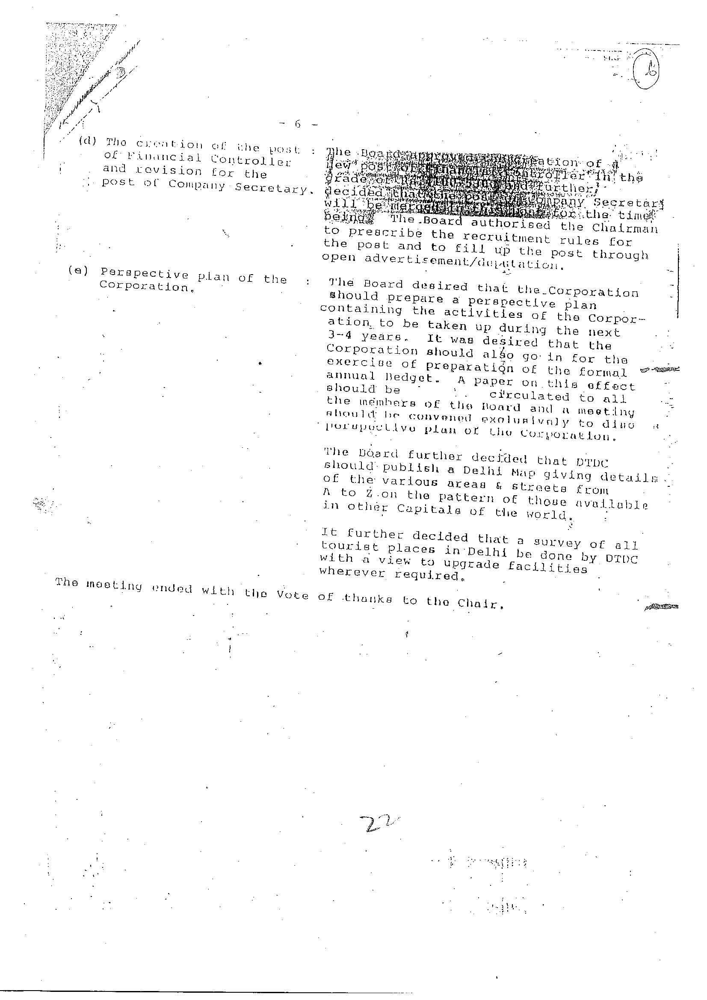 - 6 -
(d) The creation of the post :
of Financial Controller
and revision for the
post of Company Secretary.
The Board ation of
New post Controller in the
grade of and further
decided that the Company Secretary
will be for the time
being. The Board authorised the Chairman
to prescribe the recruitment rules for
the post and to fill up the post through
open advertisement/deputation.
(e) Perspective plan of the :
Corporation.
The Board desired that the Corporation
should prepare a perspective plan
containing the activities of the Corpor-
ation to be taken up during the next
3-4 years. It was desired that the
Corporation should also go in for the
exercise of preparation of the formal
annual Bedget. A paper on this effect
should be circulated to all
the members of the Board and a meeting
should be convened exclusively to disc
perspective plan of the Corporation.
The Board further decided that DTDC
should publish a Delhi Map giving details
of the various areas & streets from
A to Z on the pattern of those available
in other Capitals of the world.
It further decided that a survey of all
tourist places in Delhi be done by DTDC
with a view to upgrade facilities
wherever required.
The meeting ended with the Vote of thanks to the Chair.
22